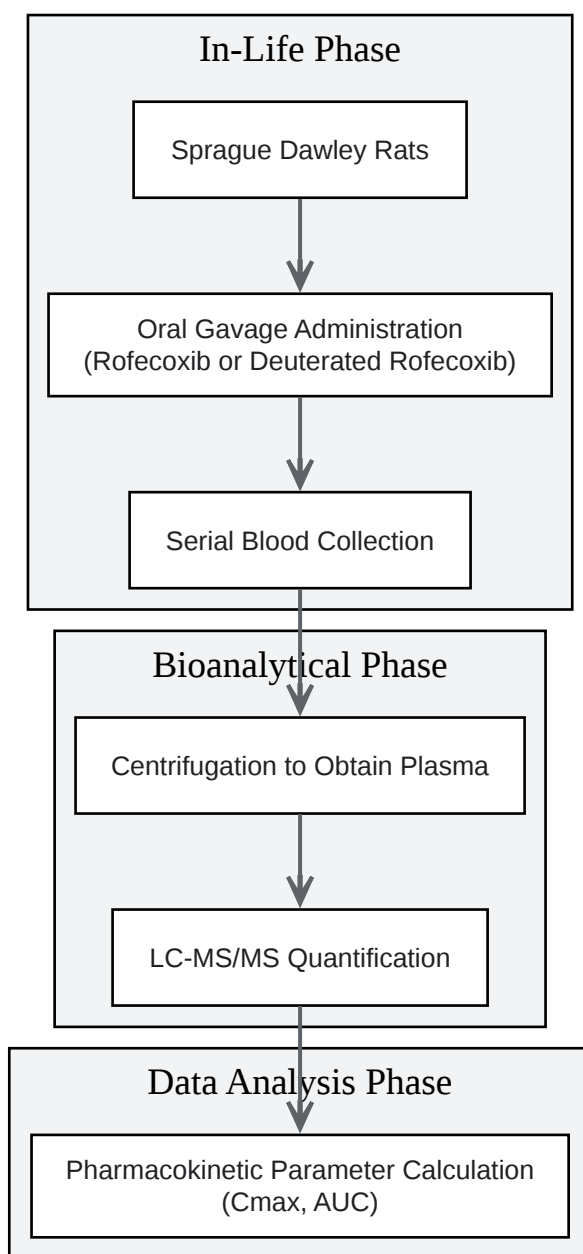 In-Life Phase
Sprague Dawley Rats
Oral Gavage Administration
(Rofecoxib or Deuterated Rofecoxib)
Serial Blood Collection
Bioanalytical Phase
Centrifugation to Obtain Plasma
LC-MS/MS Quantification
Data Analysis Phase
Pharmacokinetic Parameter Calculation
(Cmax, AUC)